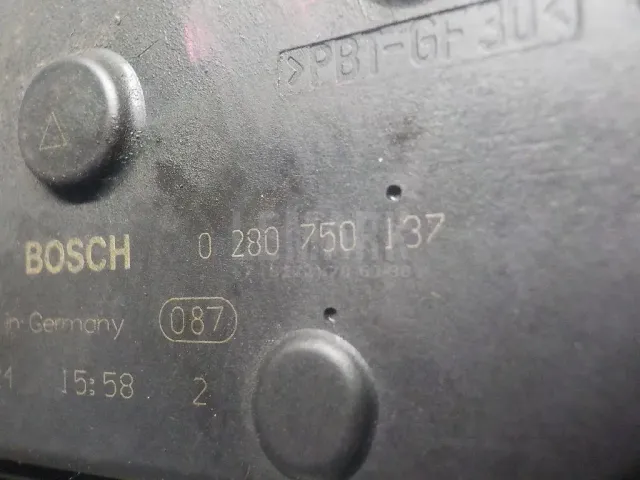 >PBT-GF30<
BOSCH 0 280 750 137
in Germany 087
15:58 2